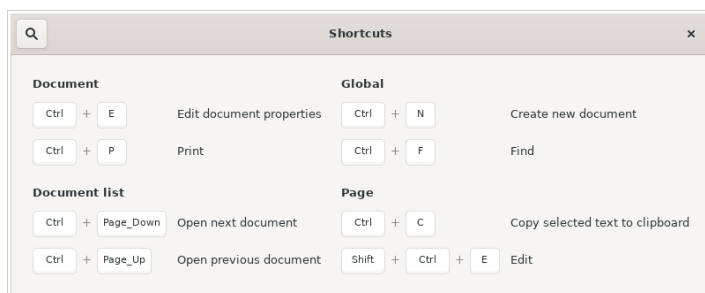 Shortcuts
Document
Ctrl + E Edit document properties
Ctrl + P Print
Document list
Ctrl + Page_Down Open next document
Ctrl + Page_Up Open previous document
Global
Ctrl + N Create new document
Ctrl + F Find
Page
Ctrl + C Copy selected text to clipboard
Shift + Ctrl + E Edit